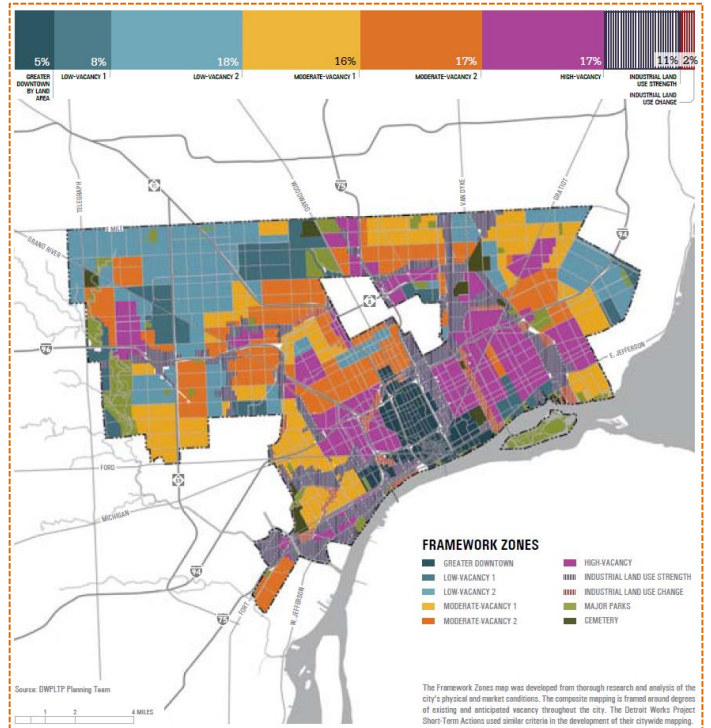 5%
8%
18%
16%
17%
17%
11%
2%
GREATER
DOWNTOWN
BY LAND
AREA
LOW-VACANCY 1
LOW-VACANCY 2
MODERATE-VACANCY 1
MODERATE-VACANCY 2
HIGH-VACANCY
INDUSTRIAL LAND
USE STRENGTH
INDUSTRIAL LAND
USE CHANGE
TELEGRAPH
WOODWARD
75
VAN DYKE
GRATIOT
94
GRAND RIVER
8 MILE
96
E. JEFFERSON
FORD
39
MICHIGAN
94
75
FORT
W. JEFFERSON
FRAMEWORK ZONES
GREATER DOWNTOWN
LOW-VACANCY 1
LOW-VACANCY 2
MODERATE-VACANCY 1
MODERATE-VACANCY 2
HIGH-VACANCY
INDUSTRIAL LAND USE STRENGTH
INDUSTRIAL LAND USE CHANGE
MAJOR PARKS
CEMETERY
Source: DWPLTP Planning Team
1 2 4 MILES
The Framework Zones map was developed from thorough research and analysis of the
city's physical and market conditions. The composite mapping is framed around degrees
of existing and anticipated vacancy throughout the city. The Detroit Works Project
Short-Term Actions used similar criteria in the development of their citywide mapping.